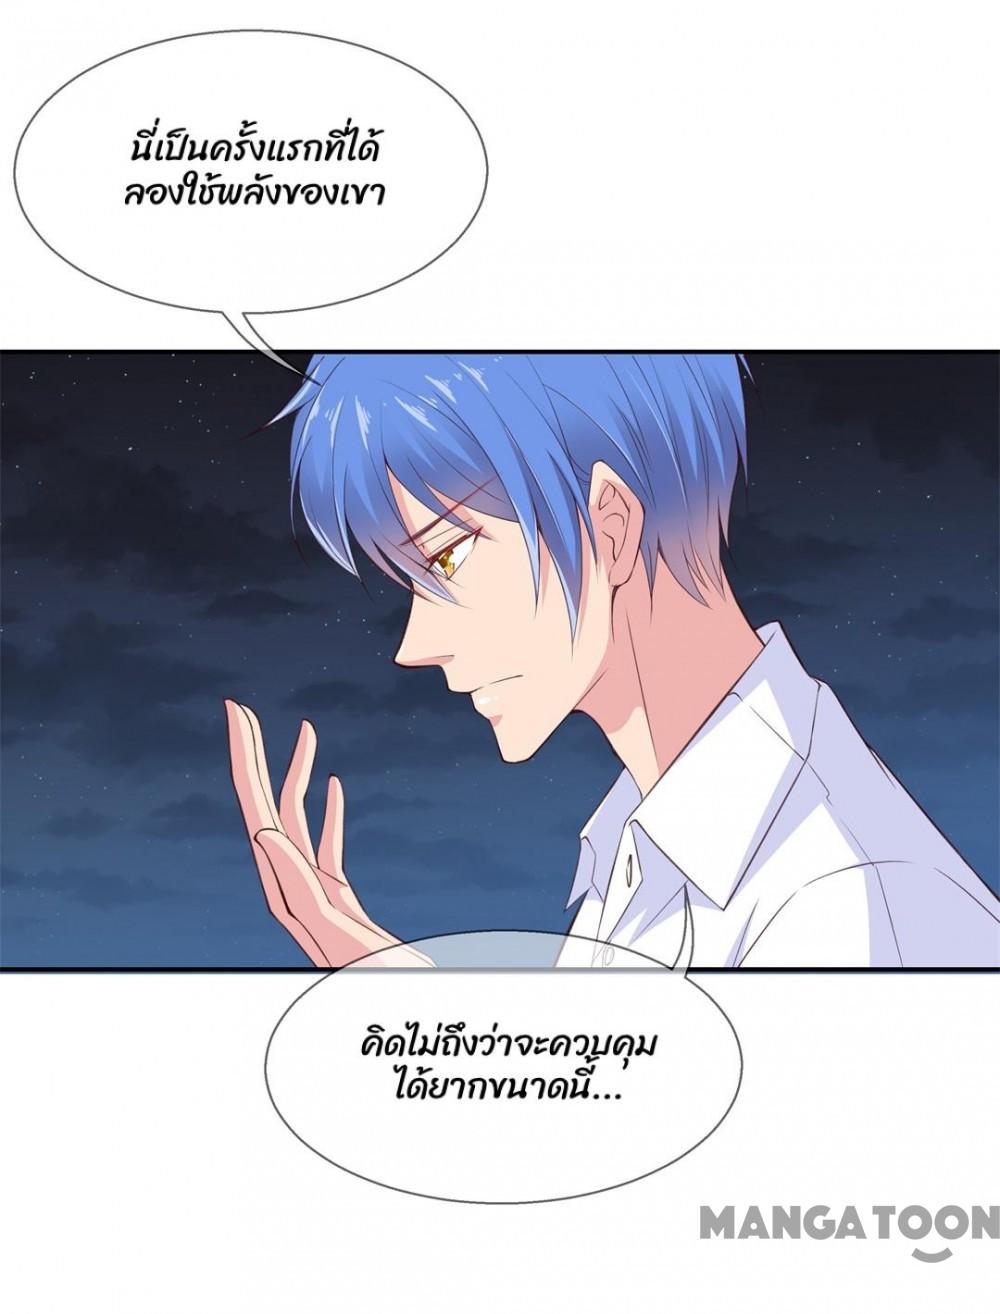 นี่เป็นครั้งแรกที่ได้
ลองใช้พลังของเขา
คิดไม่ถึงว่าจะควบคุม
ได้ยากขนาดนี้...
MANGATOON